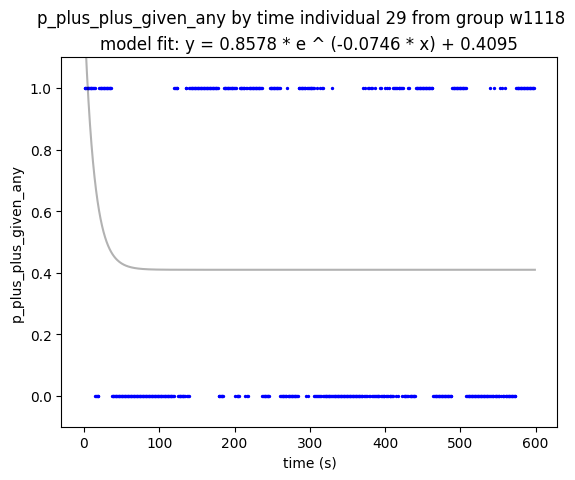 p_plus_plus_given_any by time individual 29 from group w1118
model fit: y = 0.8578 * e ^ (-0.0746 * x) + 0.4095
1.0
0.8
0.6
0.4
0.2
0.0
p_plus_plus_given_any
0 100 200 300 400 500 600
time (s)